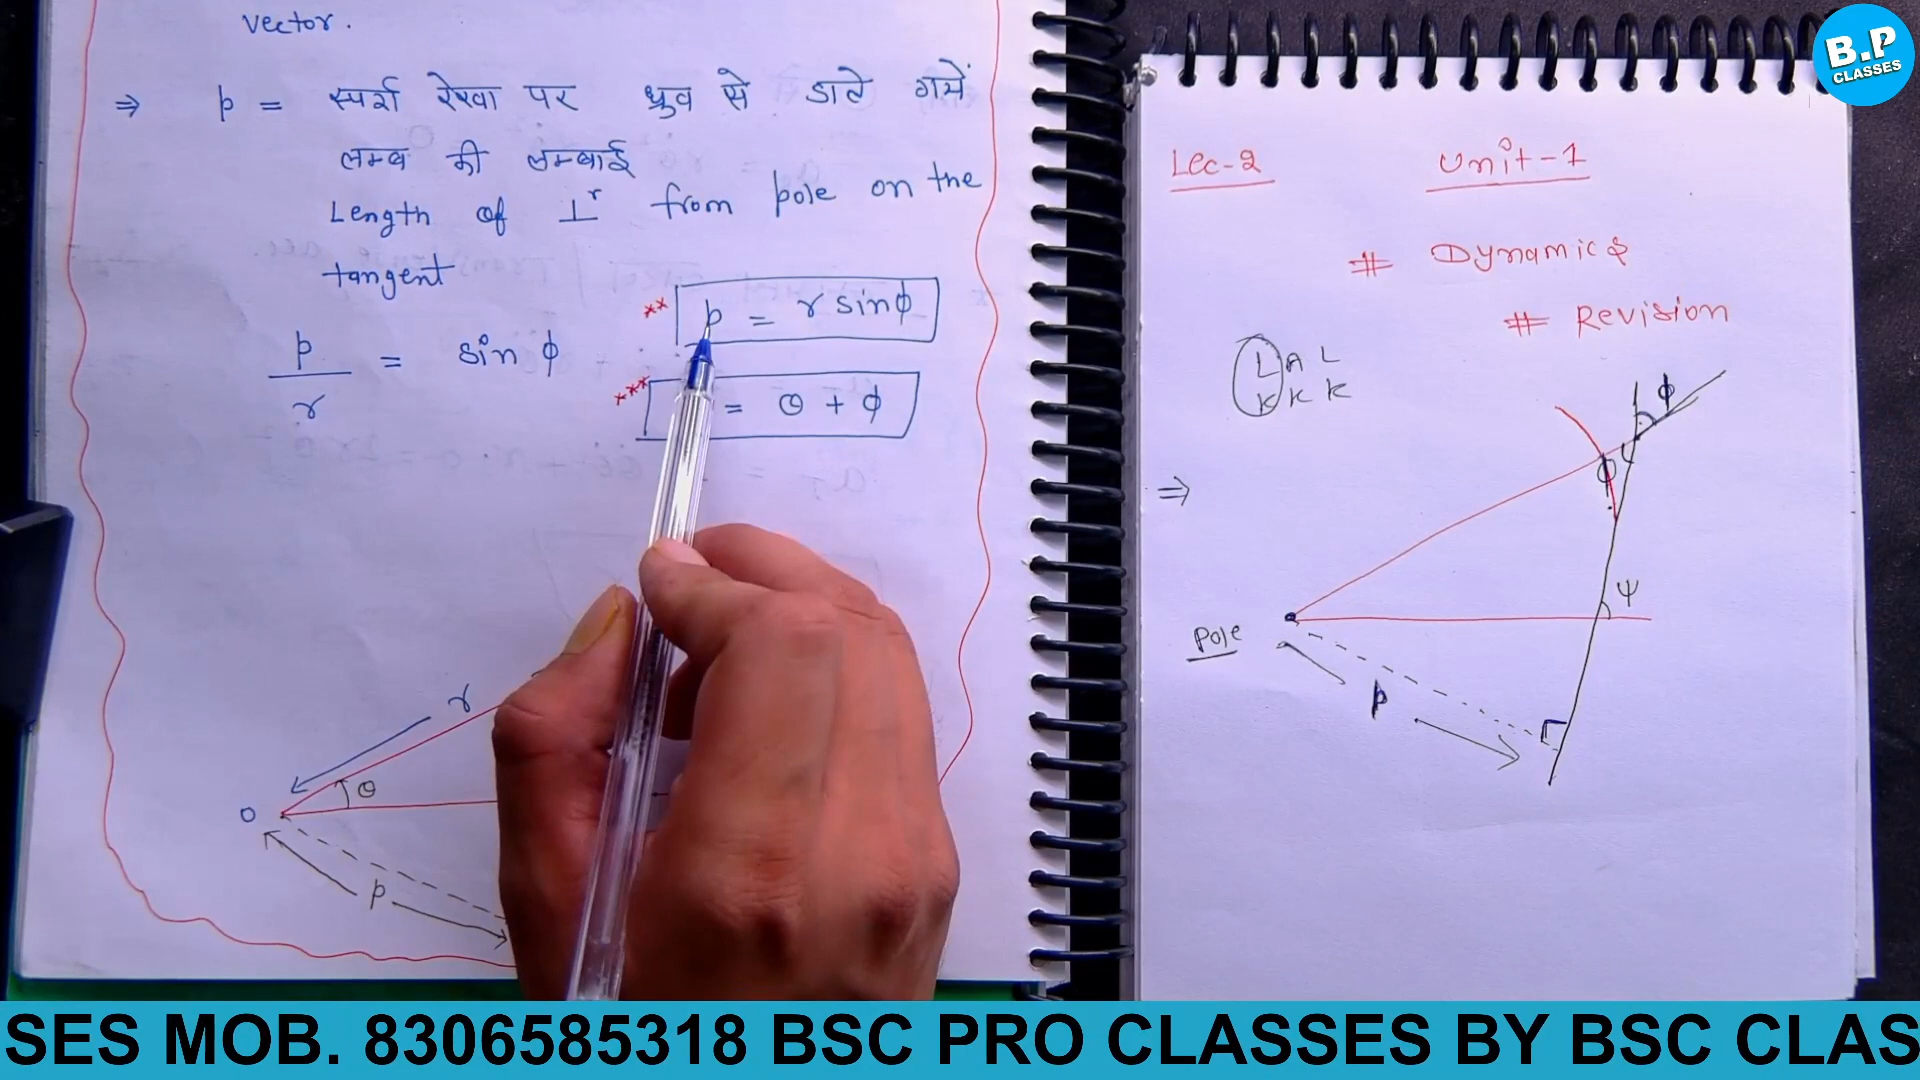 vector.
⇒ p = स्पर्श रेखा पर ध्रुव से डाले गये
लम्ब की लम्बाई
Length of ⊥r from pole on the
tangent
** p = r sinϕ
p/r = sin ϕ
*** = θ + ϕ
r
θ
O
p
B.P
CLASSES
Lec-2 Unit-1
# Dynamics
# Revision
L A L
K K K
ϕ
ϕ
⇒
ψ
Pole
p
SES MOB. 8306585318 BSC PRO CLASSES BY BSC CLAS